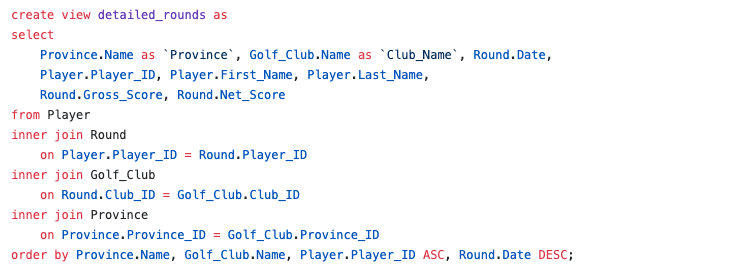 create view detailed_rounds as
select
    Province.Name as `Province`, Golf_Club.Name as `Club_Name`, Round.Date,
    Player.Player_ID, Player.First_Name, Player.Last_Name,
    Round.Gross_Score, Round.Net_Score
from Player
inner join Round
    on Player.Player_ID = Round.Player_ID
inner join Golf_Club
    on Round.Club_ID = Golf_Club.Club_ID
inner join Province
    on Province.Province_ID = Golf_Club.Province_ID
order by Province.Name, Golf_Club.Name, Player.Player_ID ASC, Round.Date DESC;